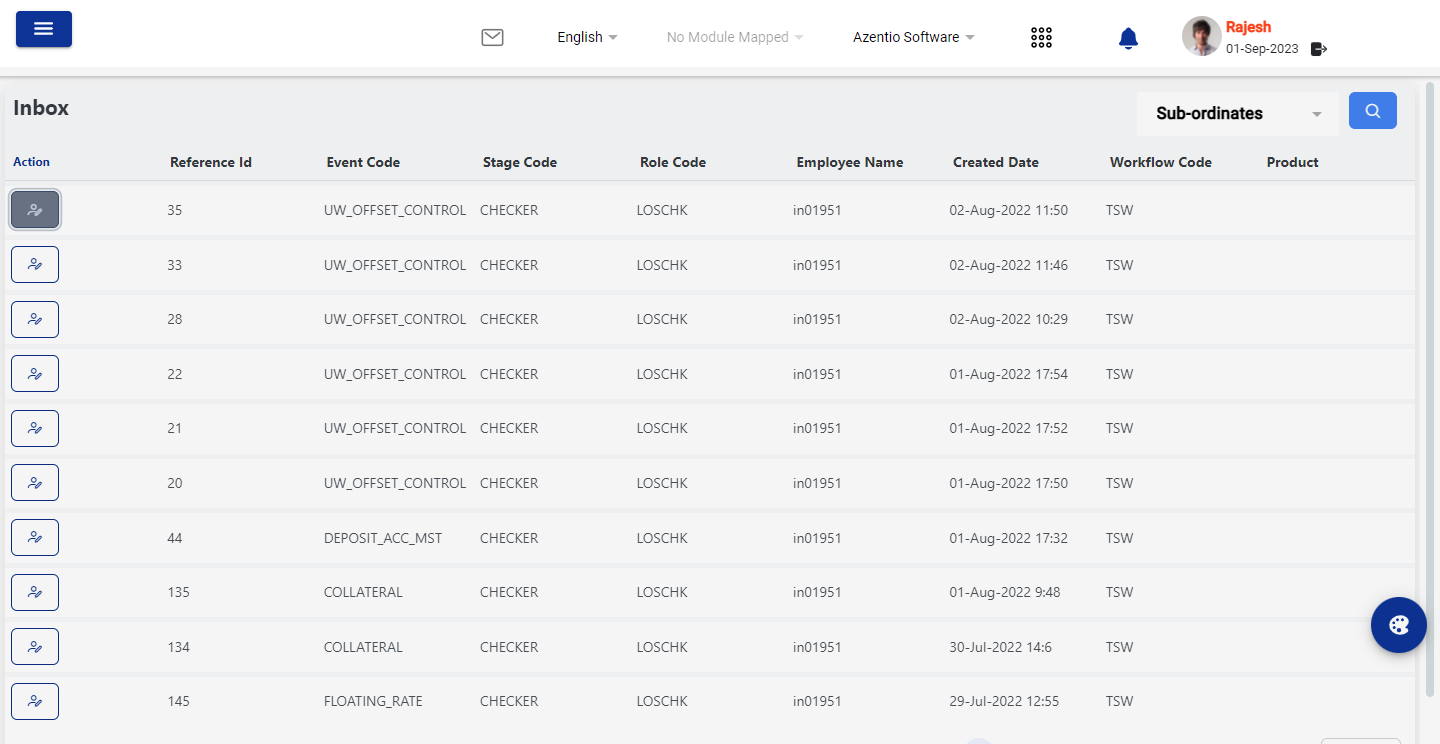 English No Module Mapped Azentio Software Rajesh
01-Sep-2023
Inbox Sub-ordinates
Action Reference Id Event Code Stage Code Role Code Employee Name Created Date Workflow Code Product
35 UW_OFFSET_CONTROL CHECKER LOSCHK in01951 02-Aug-2022 11:50 TSW
33 UW_OFFSET_CONTROL CHECKER LOSCHK in01951 02-Aug-2022 11:46 TSW
28 UW_OFFSET_CONTROL CHECKER LOSCHK in01951 02-Aug-2022 10:29 TSW
22 UW_OFFSET_CONTROL CHECKER LOSCHK in01951 01-Aug-2022 17:54 TSW
21 UW_OFFSET_CONTROL CHECKER LOSCHK in01951 01-Aug-2022 17:52 TSW
20 UW_OFFSET_CONTROL CHECKER LOSCHK in01951 01-Aug-2022 17:50 TSW
44 DEPOSIT_ACC_MST CHECKER LOSCHK in01951 01-Aug-2022 17:32 TSW
135 COLLATERAL CHECKER LOSCHK in01951 01-Aug-2022 9:48 TSW
134 COLLATERAL CHECKER LOSCHK in01951 30-Jul-2022 14:6 TSW
145 FLOATING_RATE CHECKER LOSCHK in01951 29-Jul-2022 12:55 TSW